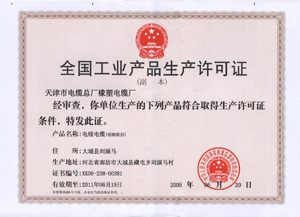 全国工业产品生产许可证
(副 本)
天津市电缆总厂橡塑电缆厂
经审查，你单位生产的下列产品符合取得生产许可证
条件，特发此证。
产品名称：电线电缆
住 所：大城县刘演马
生产地址：河北省廊坊市大城县臧屯乡刘演马村
证书编号：XK06-238-00381
有效期至：2011年06月19日
2006 年 06 月 20 日